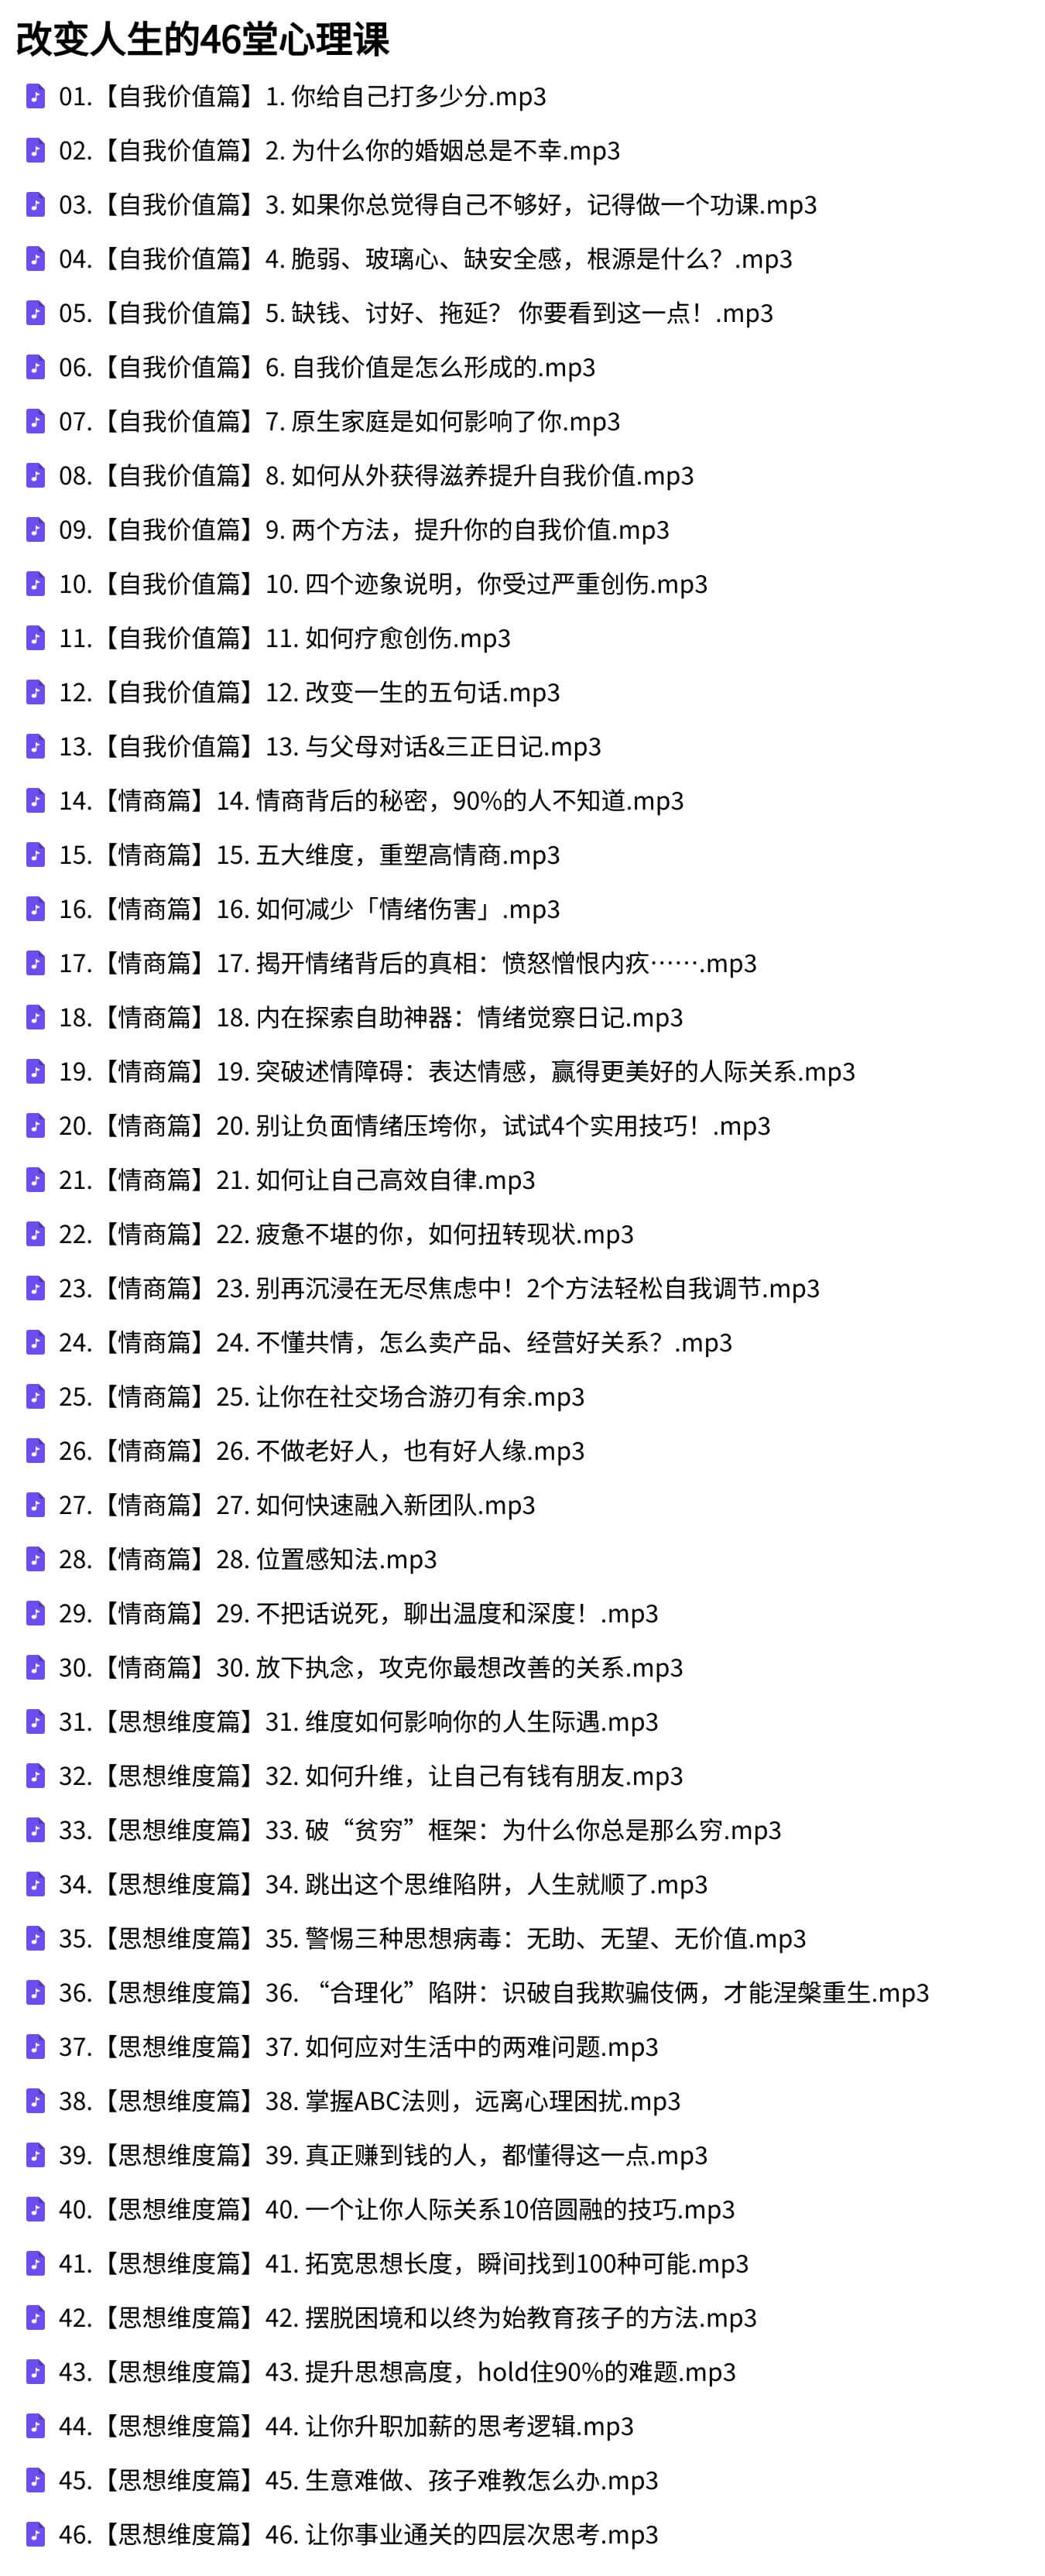 改变人生的46堂心理课
01.【自我价值篇】1. 你给自己打多少分.mp3
02.【自我价值篇】2. 为什么你的婚姻总是不幸.mp3
03.【自我价值篇】3. 如果你总觉得自己不够好，记得做一个功课.mp3
04.【自我价值篇】4. 脆弱、玻璃心、缺安全感，根源是什么？.mp3
05.【自我价值篇】5. 缺钱、讨好、拖延？ 你要看到这一点！.mp3
06.【自我价值篇】6. 自我价值是怎么形成的.mp3
07.【自我价值篇】7. 原生家庭是如何影响了你.mp3
08.【自我价值篇】8. 如何从外获得滋养提升自我价值.mp3
09.【自我价值篇】9. 两个方法，提升你的自我价值.mp3
10.【自我价值篇】10. 四个迹象说明，你受过严重创伤.mp3
11.【自我价值篇】11. 如何疗愈创伤.mp3
12.【自我价值篇】12. 改变一生的五句话.mp3
13.【自我价值篇】13. 与父母对话&三正日记.mp3
14.【情商篇】14. 情商背后的秘密，90%的人不知道.mp3
15.【情商篇】15. 五大维度，重塑高情商.mp3
16.【情商篇】16. 如何减少「情绪伤害」.mp3
17.【情商篇】17. 揭开情绪背后的真相：愤怒憎恨内疚…….mp3
18.【情商篇】18. 内在探索自助神器：情绪觉察日记.mp3
19.【情商篇】19. 突破述情障碍：表达情感，赢得更美好的人际关系.mp3
20.【情商篇】20. 别让负面情绪压垮你，试试4个实用技巧！.mp3
21.【情商篇】21. 如何让自己高效自律.mp3
22.【情商篇】22. 疲惫不堪的你，如何扭转现状.mp3
23.【情商篇】23. 别再沉浸在无尽焦虑中！2个方法轻松自我调节.mp3
24.【情商篇】24. 不懂共情，怎么卖产品、经营好关系？.mp3
25.【情商篇】25. 让你在社交场合游刃有余.mp3
26.【情商篇】26. 不做老好人，也有好人缘.mp3
27.【情商篇】27. 如何快速融入新团队.mp3
28.【情商篇】28. 位置感知法.mp3
29.【情商篇】29. 不把话说死，聊出温度和深度！.mp3
30.【情商篇】30. 放下执念，攻克你最想改善的关系.mp3
31.【思想维度篇】31. 维度如何影响你的人生际遇.mp3
32.【思想维度篇】32. 如何升维，让自己有钱有朋友.mp3
33.【思想维度篇】33. 破“贫穷”框架：为什么你总是那么穷.mp3
34.【思想维度篇】34. 跳出这个思维陷阱，人生就顺了.mp3
35.【思想维度篇】35. 警惕三种思想病毒：无助、无望、无价值.mp3
36.【思想维度篇】36. “合理化”陷阱：识破自我欺骗伎俩，才能涅槃重生.mp3
37.【思想维度篇】37. 如何应对生活中的两难问题.mp3
38.【思想维度篇】38. 掌握ABC法则，远离心理困扰.mp3
39.【思想维度篇】39. 真正赚到钱的人，都懂得这一点.mp3
40.【思想维度篇】40. 一个让你人际关系10倍圆融的技巧.mp3
41.【思想维度篇】41. 拓宽思想长度，瞬间找到100种可能.mp3
42.【思想维度篇】42. 摆脱困境和以终为始教育孩子的方法.mp3
43.【思想维度篇】43. 提升思想高度，hold住90%的难题.mp3
44.【思想维度篇】44. 让你升职加薪的思考逻辑.mp3
45.【思想维度篇】45. 生意难做、孩子难教怎么办.mp3
46.【思想维度篇】46. 让你事业通关的四层次思考.mp3